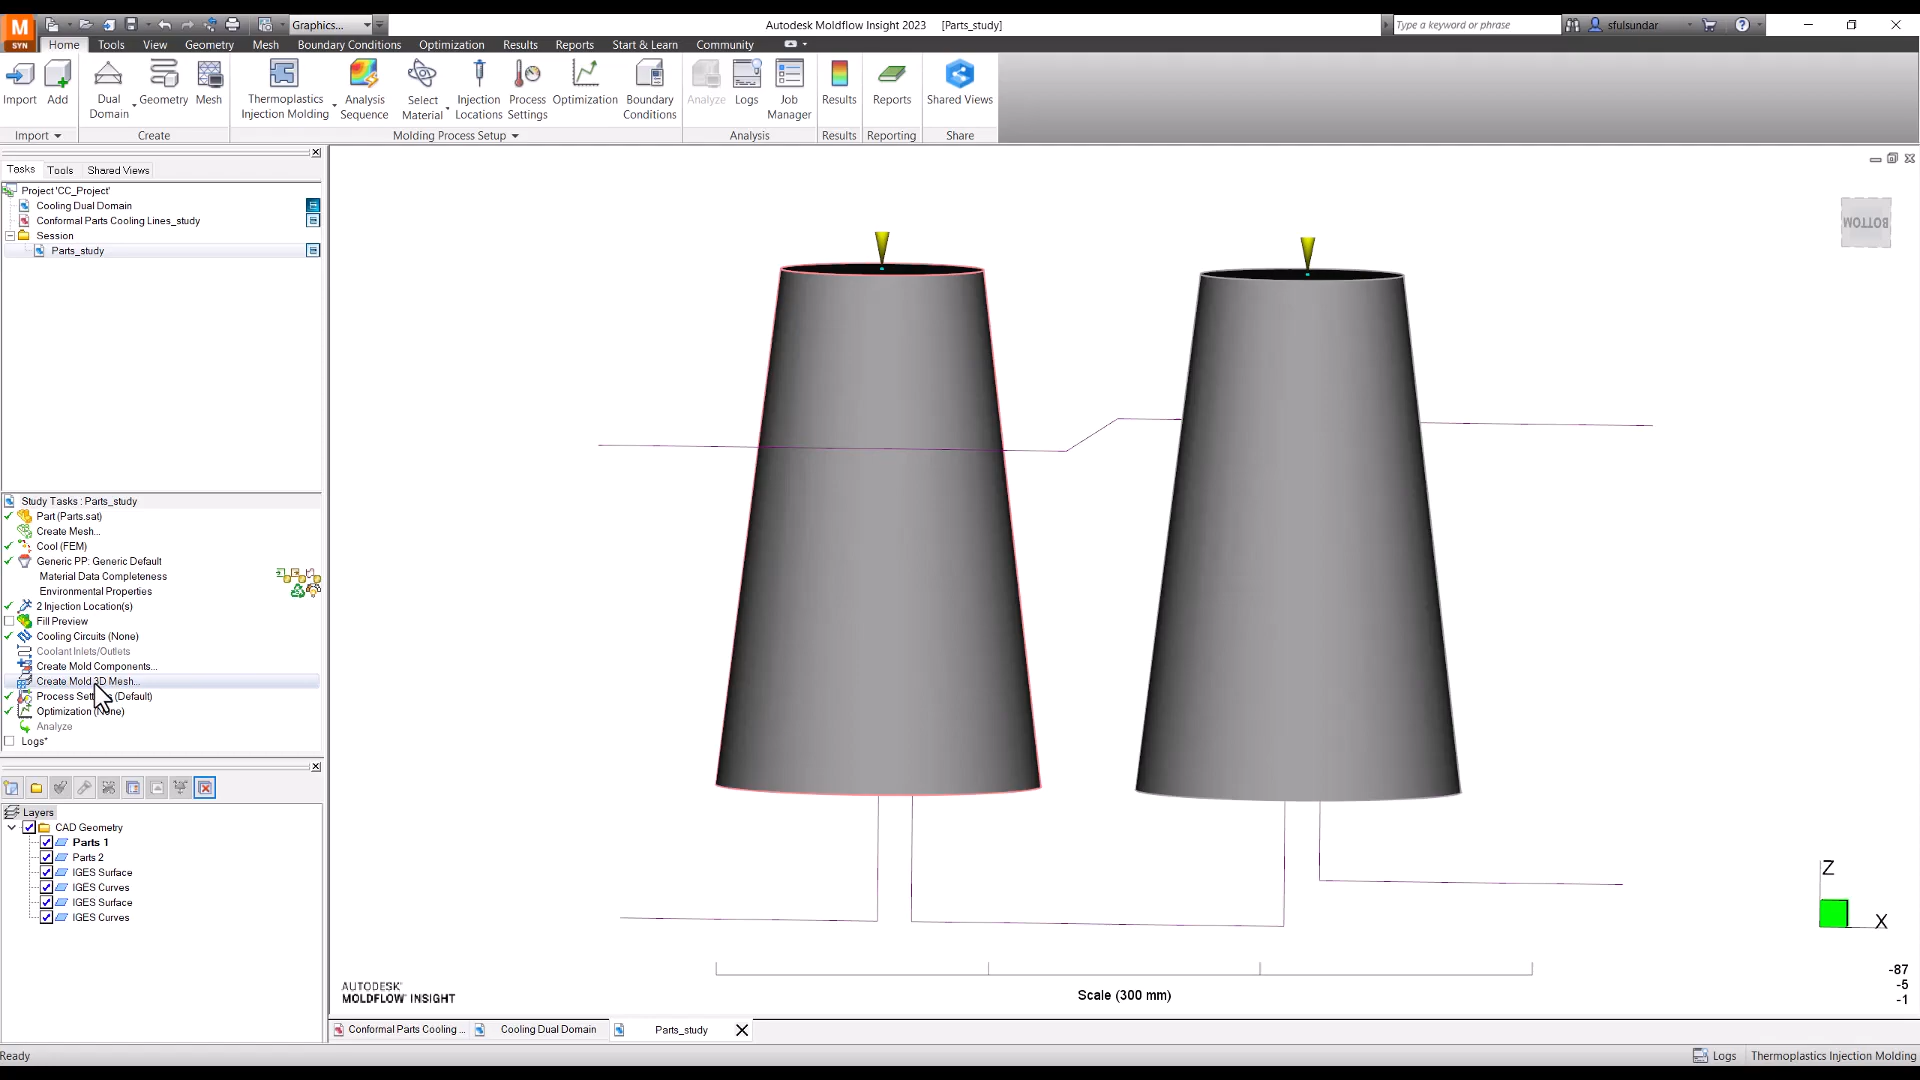 M
SYN
Graphics...
Autodesk Moldflow Insight 2023 [Parts_study]
Type a keyword or phrase
sfulsundar
Home Tools View Geometry Mesh Boundary Conditions Optimization Results Reports Start & Learn Community
Import
Add
Dual Domain
Geometry
Mesh
Thermoplastics Injection Molding
Analysis Sequence
Select Material
Injection Locations
Process Settings
Optimization
Boundary Conditions
Analyze
Logs
Job Manager
Results
Reports
Shared Views
Import
Create
Molding Process Setup
Analysis
Results
Reporting
Share
Tasks Tools Shared Views
Project 'CC_Project'
Cooling Dual Domain
Conformal Parts Cooling Lines_study
Session
Parts_study
Study Tasks : Parts_study
Part (Parts.sat)
Create Mesh...
Cool (FEM)
Generic PP: Generic Default
Material Data Completeness
Environmental Properties
2 Injection Location(s)
Fill Preview
Cooling Circuits (None)
Coolant Inlets/Outlets
Create Mold Components...
Create Mold 3D Mesh...
(Default)
Optimization (None)
Analyze
Logs*
Layers
CAD Geometry
Parts 1
Parts 2
IGES Surface
IGES Curves
IGES Surface
IGES Curves
BOTTOM
Z
X
-87
-5
-1
AUTODESK
MOLDFLOW INSIGHT
Scale (300 mm)
Conformal Parts Cooling ...
Cooling Dual Domain
Parts_study
Ready
Logs
Thermoplastics Injection Molding